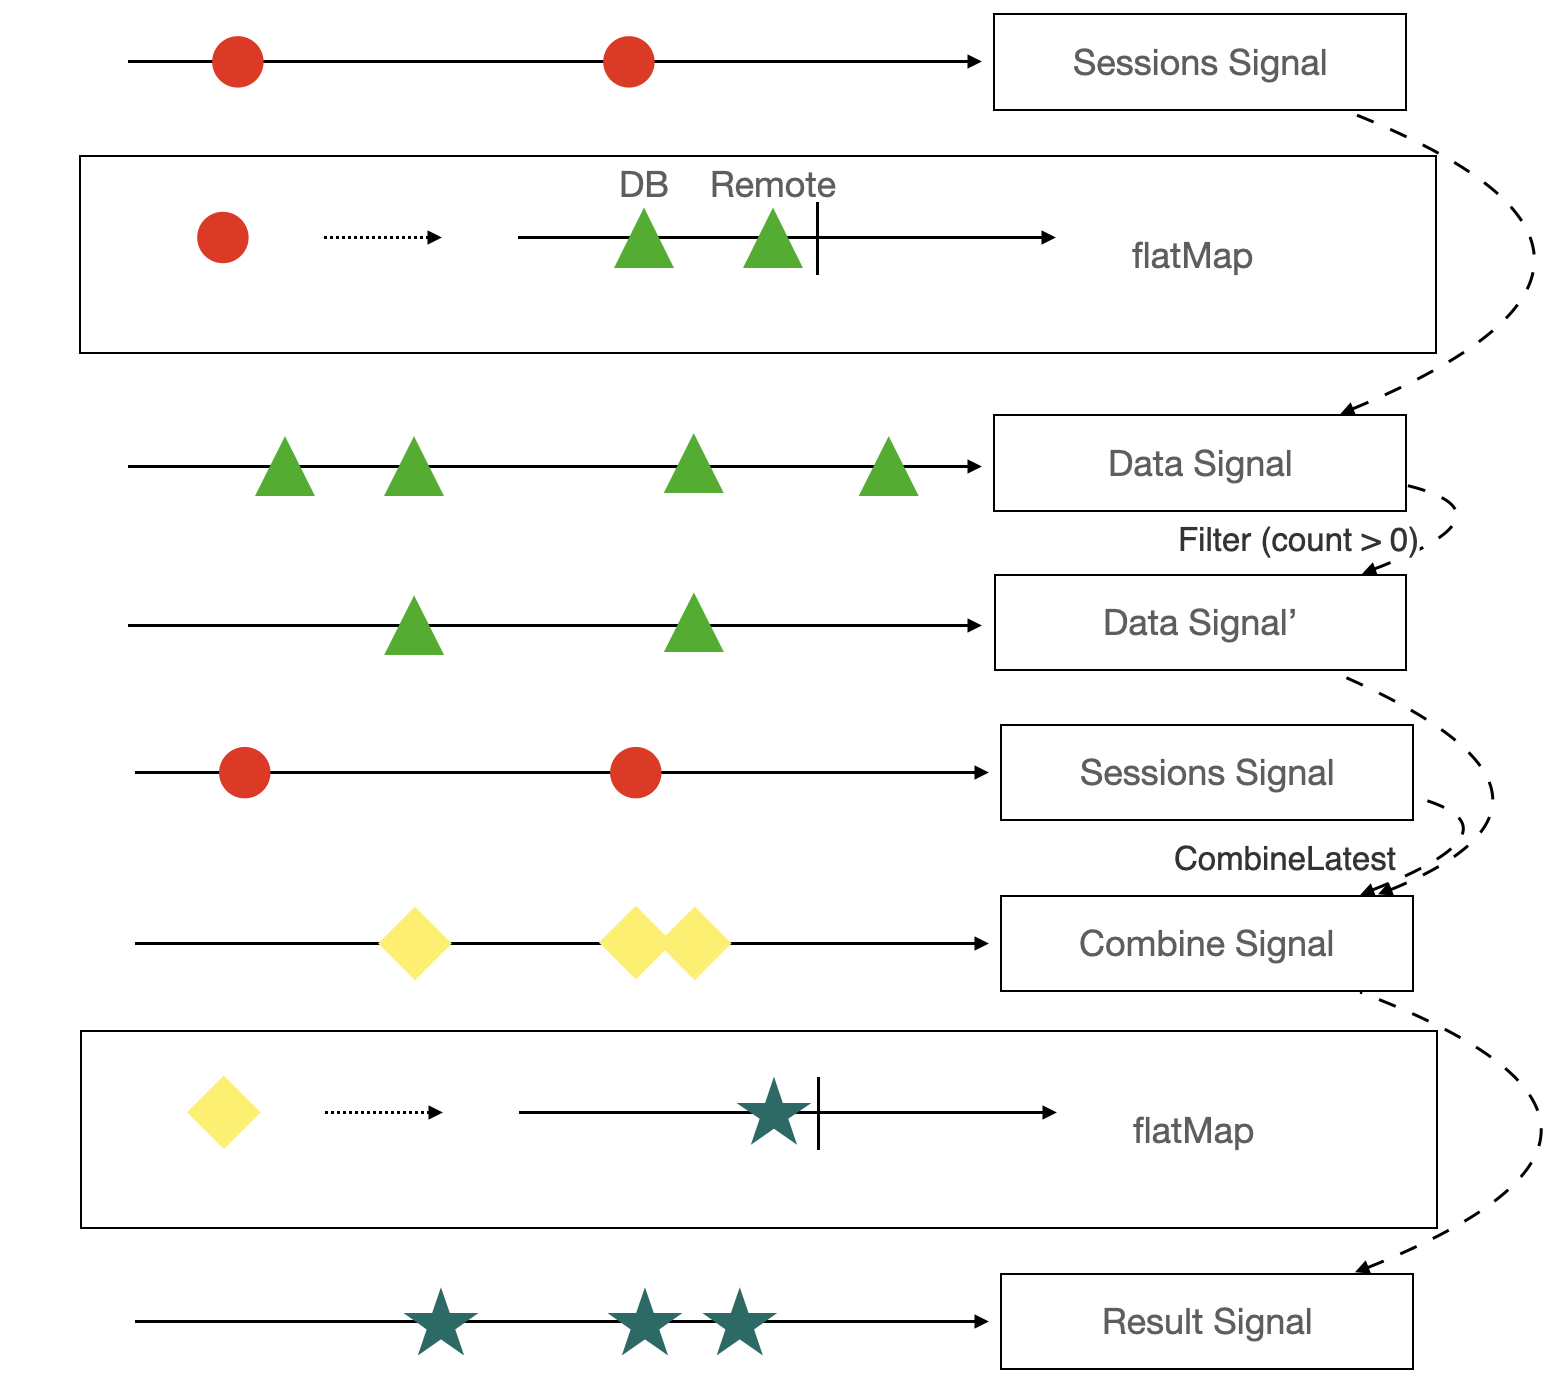 Sessions Signal
DB Remote
flatMap
Data Signal
Filter (count > 0)
Data Signal’
Sessions Signal
CombineLatest
Combine Signal
flatMap
Result Signal